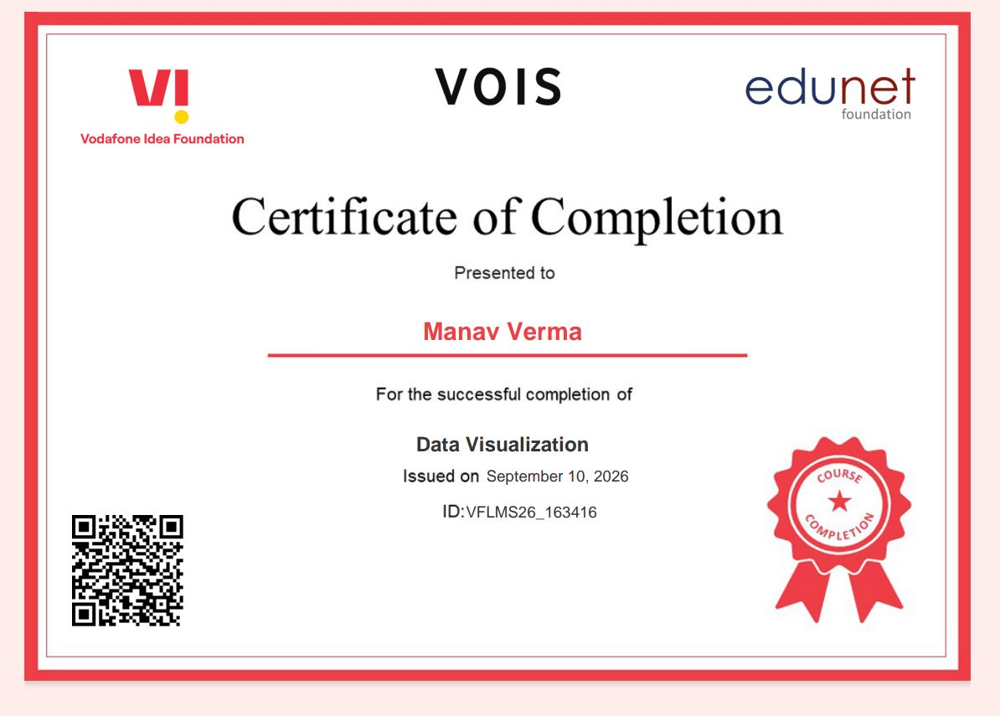 VI
Vodafone Idea Foundation
VOIS
edunet
foundation
Certificate of Completion
Presented to
Manav Verma
For the successful completion of
Data Visualization
Issued on September 10, 2026
ID:VFLMS26_163416
COURSE
COMPLETION